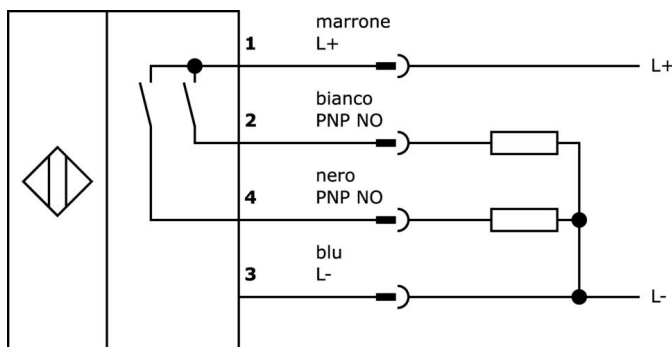 marrone
1 L+
L+
bianco
2 PNP NO
nero
4 PNP NO
blu
3 L-
L-